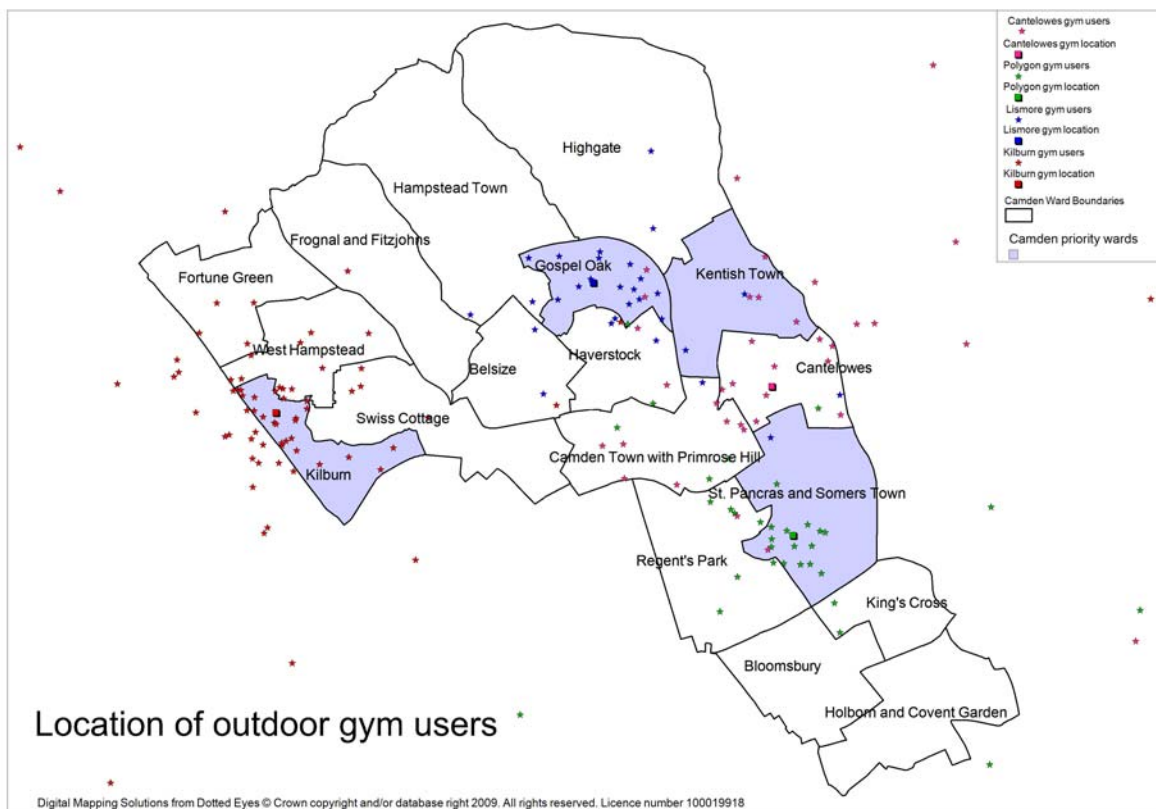 Cantelowes gym users
Cantelowes gym location
Polygon gym users
Polygon gym location
Lismore gym users
Lismore gym location
Kilburn gym users
Kilburn gym location
Camden Ward Boundaries
Camden priority wards
Highgate
Hampstead Town
Frognal and Fitzjohns
Fortune Green
Gospel Oak
Kentish Town
West Hampstead
Haverstock
Belsize
Cantelowes
Swiss Cottage
Kilburn
Camden Town with Primrose Hill
St. Pancras and Somers Town
Regent's Park
King's Cross
Bloomsbury
Holborn and Covent Garden
Location of outdoor gym users
Digital Mapping Solutions from Dotted Eyes © Crown copyright and/or database right 2009. All rights reserved. Licence number 100019918